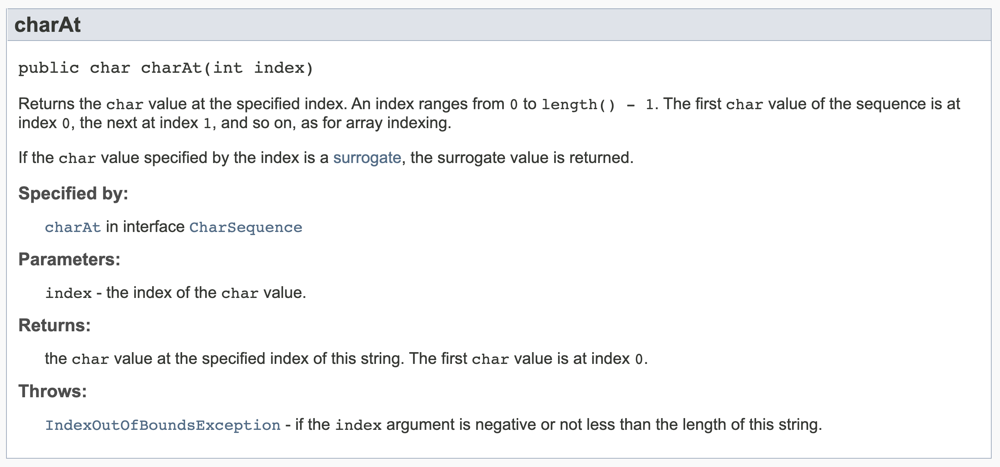 charAt
public char charAt(int index)
Returns the char value at the specified index. An index ranges from 0 to length() - 1. The first char value of the sequence is at
index 0, the next at index 1, and so on, as for array indexing.
If the char value specified by the index is a surrogate, the surrogate value is returned.
Specified by:
charAt in interface CharSequence
Parameters:
index - the index of the char value.
Returns:
the char value at the specified index of this string. The first char value is at index 0.
Throws:
IndexOutOfBoundsException - if the index argument is negative or not less than the length of this string.